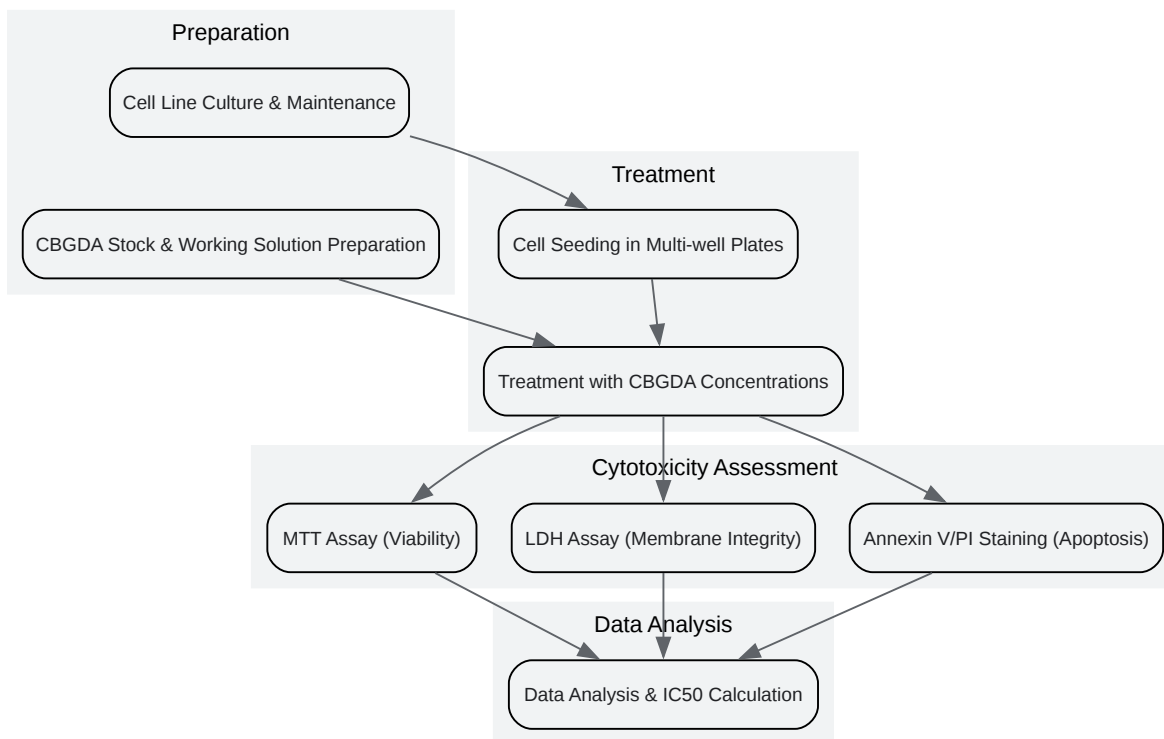 Preparation
Cell Line Culture & Maintenance
Treatment
CBGDA Stock & Working Solution Preparation
Cell Seeding in Multi-well Plates
Treatment with CBGDA Concentrations
Cytotoxicity Assessment
MTT Assay (Viability)
LDH Assay (Membrane Integrity)
Annexin V/PI Staining (Apoptosis)
Data Analysis
Data Analysis & IC50 Calculation